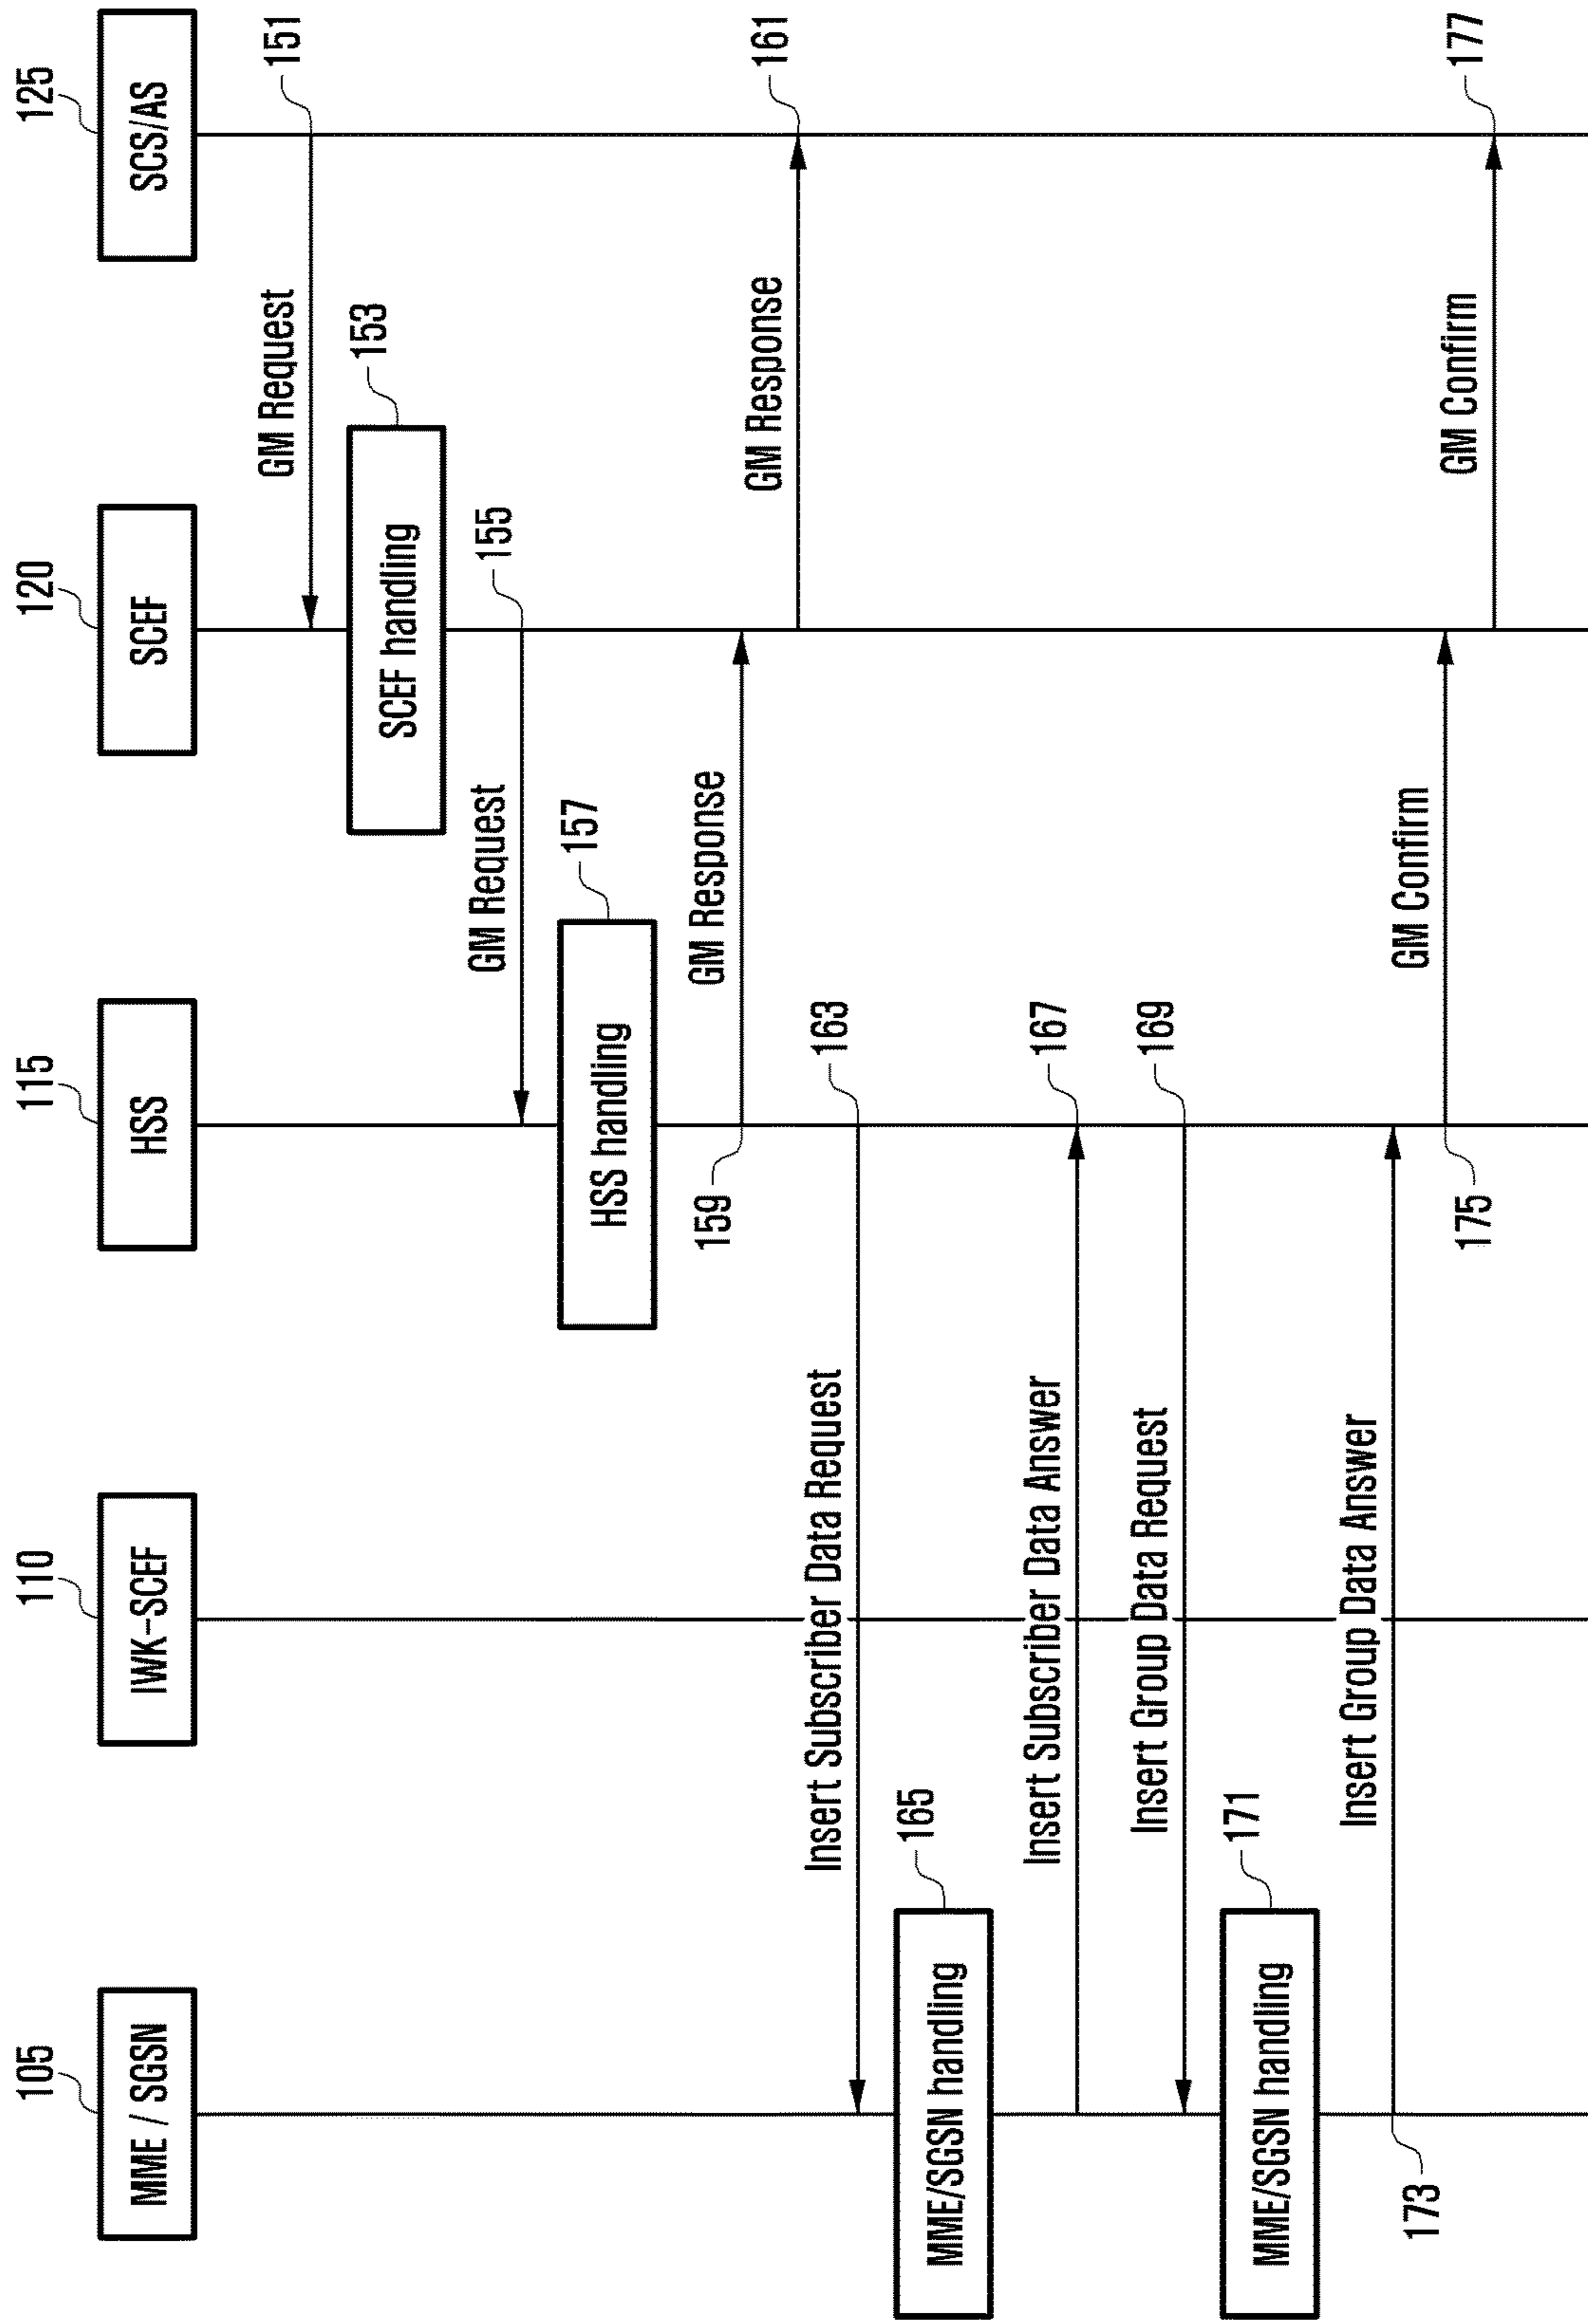 105
110
115
120
125
MME / SGSN
IWK-SCEF
HSS
SCEF
SCS/AS
GM Request
151
SCEF handling
153
GM Request
155
HSS handling
157
159
GM Response
GM Response
161
Insert Subscriber Data Request
163
MME/SGSN handling
165
Insert Subscriber Data Answer
167
Insert Group Data Request
169
MME/SGSN handling
171
173
Insert Group Data Answer
175
GM Confirm
GM Confirm
177